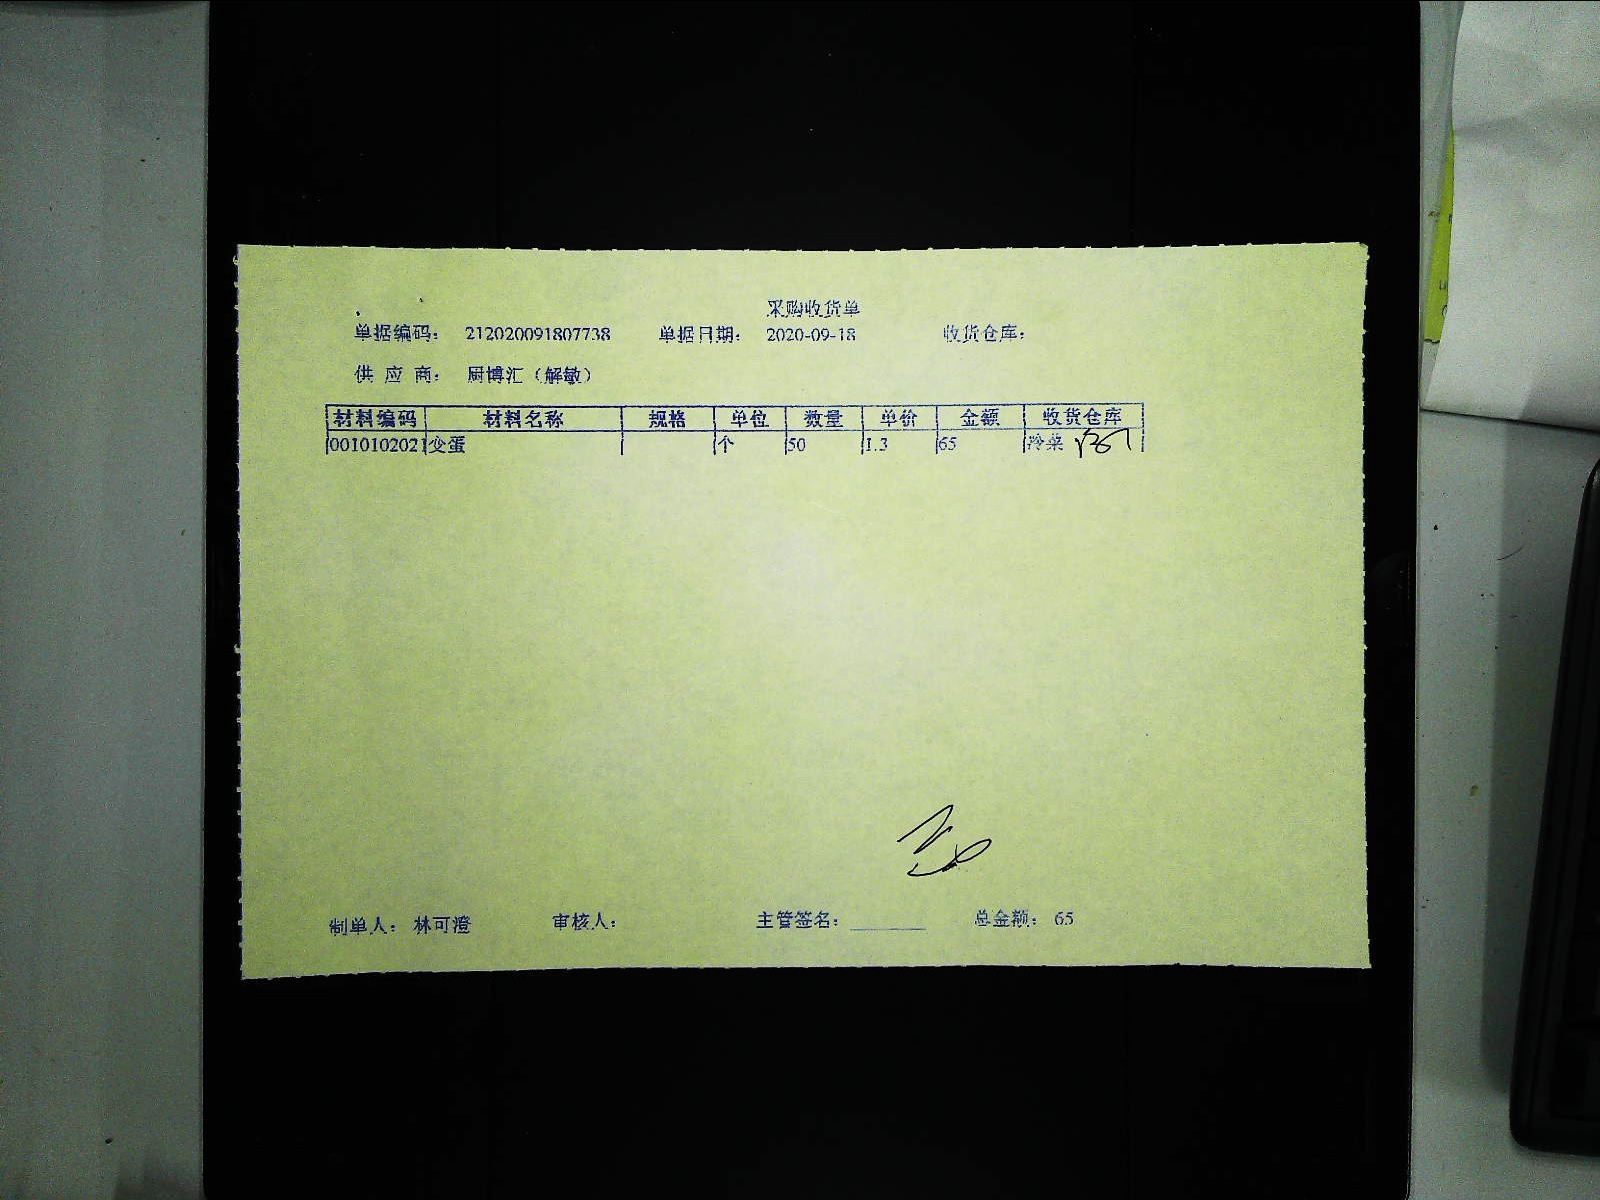 采购收货单
单据编码： 212020091807738 单据日期： 2020-09-18 收货仓库：
供 应 商： 厨博汇（解敏）
材料编码 材料名称 规格 单位 数量 单价 金额 收货仓库
0010102021 变蛋 个 50 1.3 65 冷菜
制单人： 林可澄 审核人： 主管签名： 总金额： 65